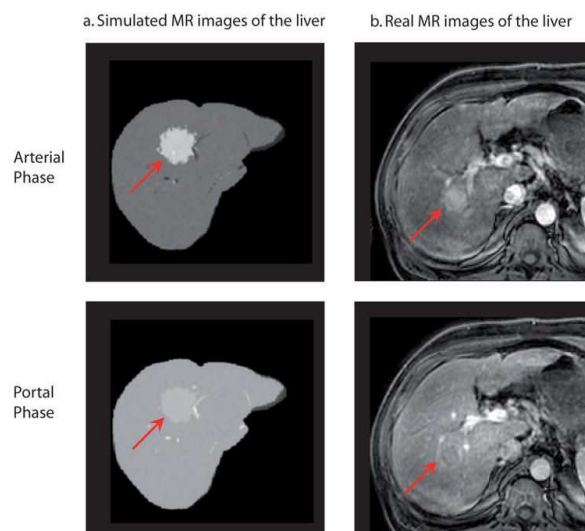 a. Simulated MR images of the liver
b. Real MR images of the liver
Arterial
Phase
Portal
Phase